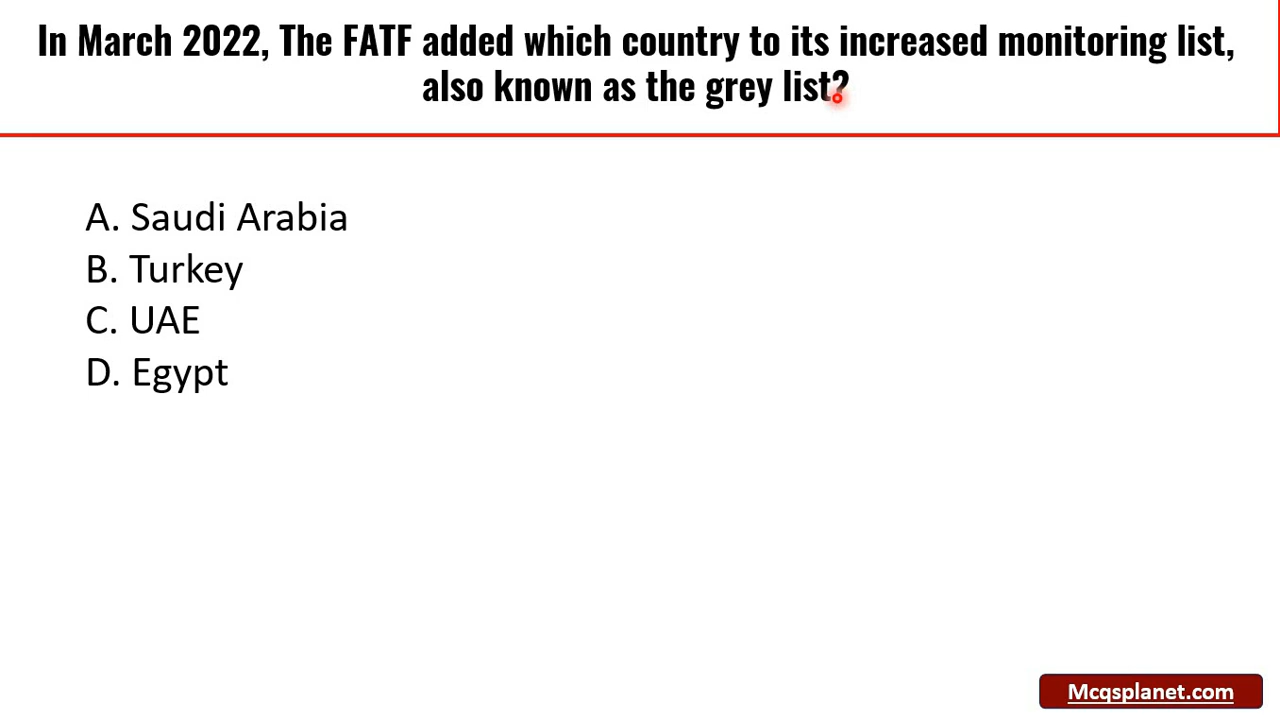 In March 2022, The FATF added which country to its increased monitoring list,
also known as the grey list?
A. Saudi Arabia
B. Turkey
C. UAE
D. Egypt
Mcqsplanet.com